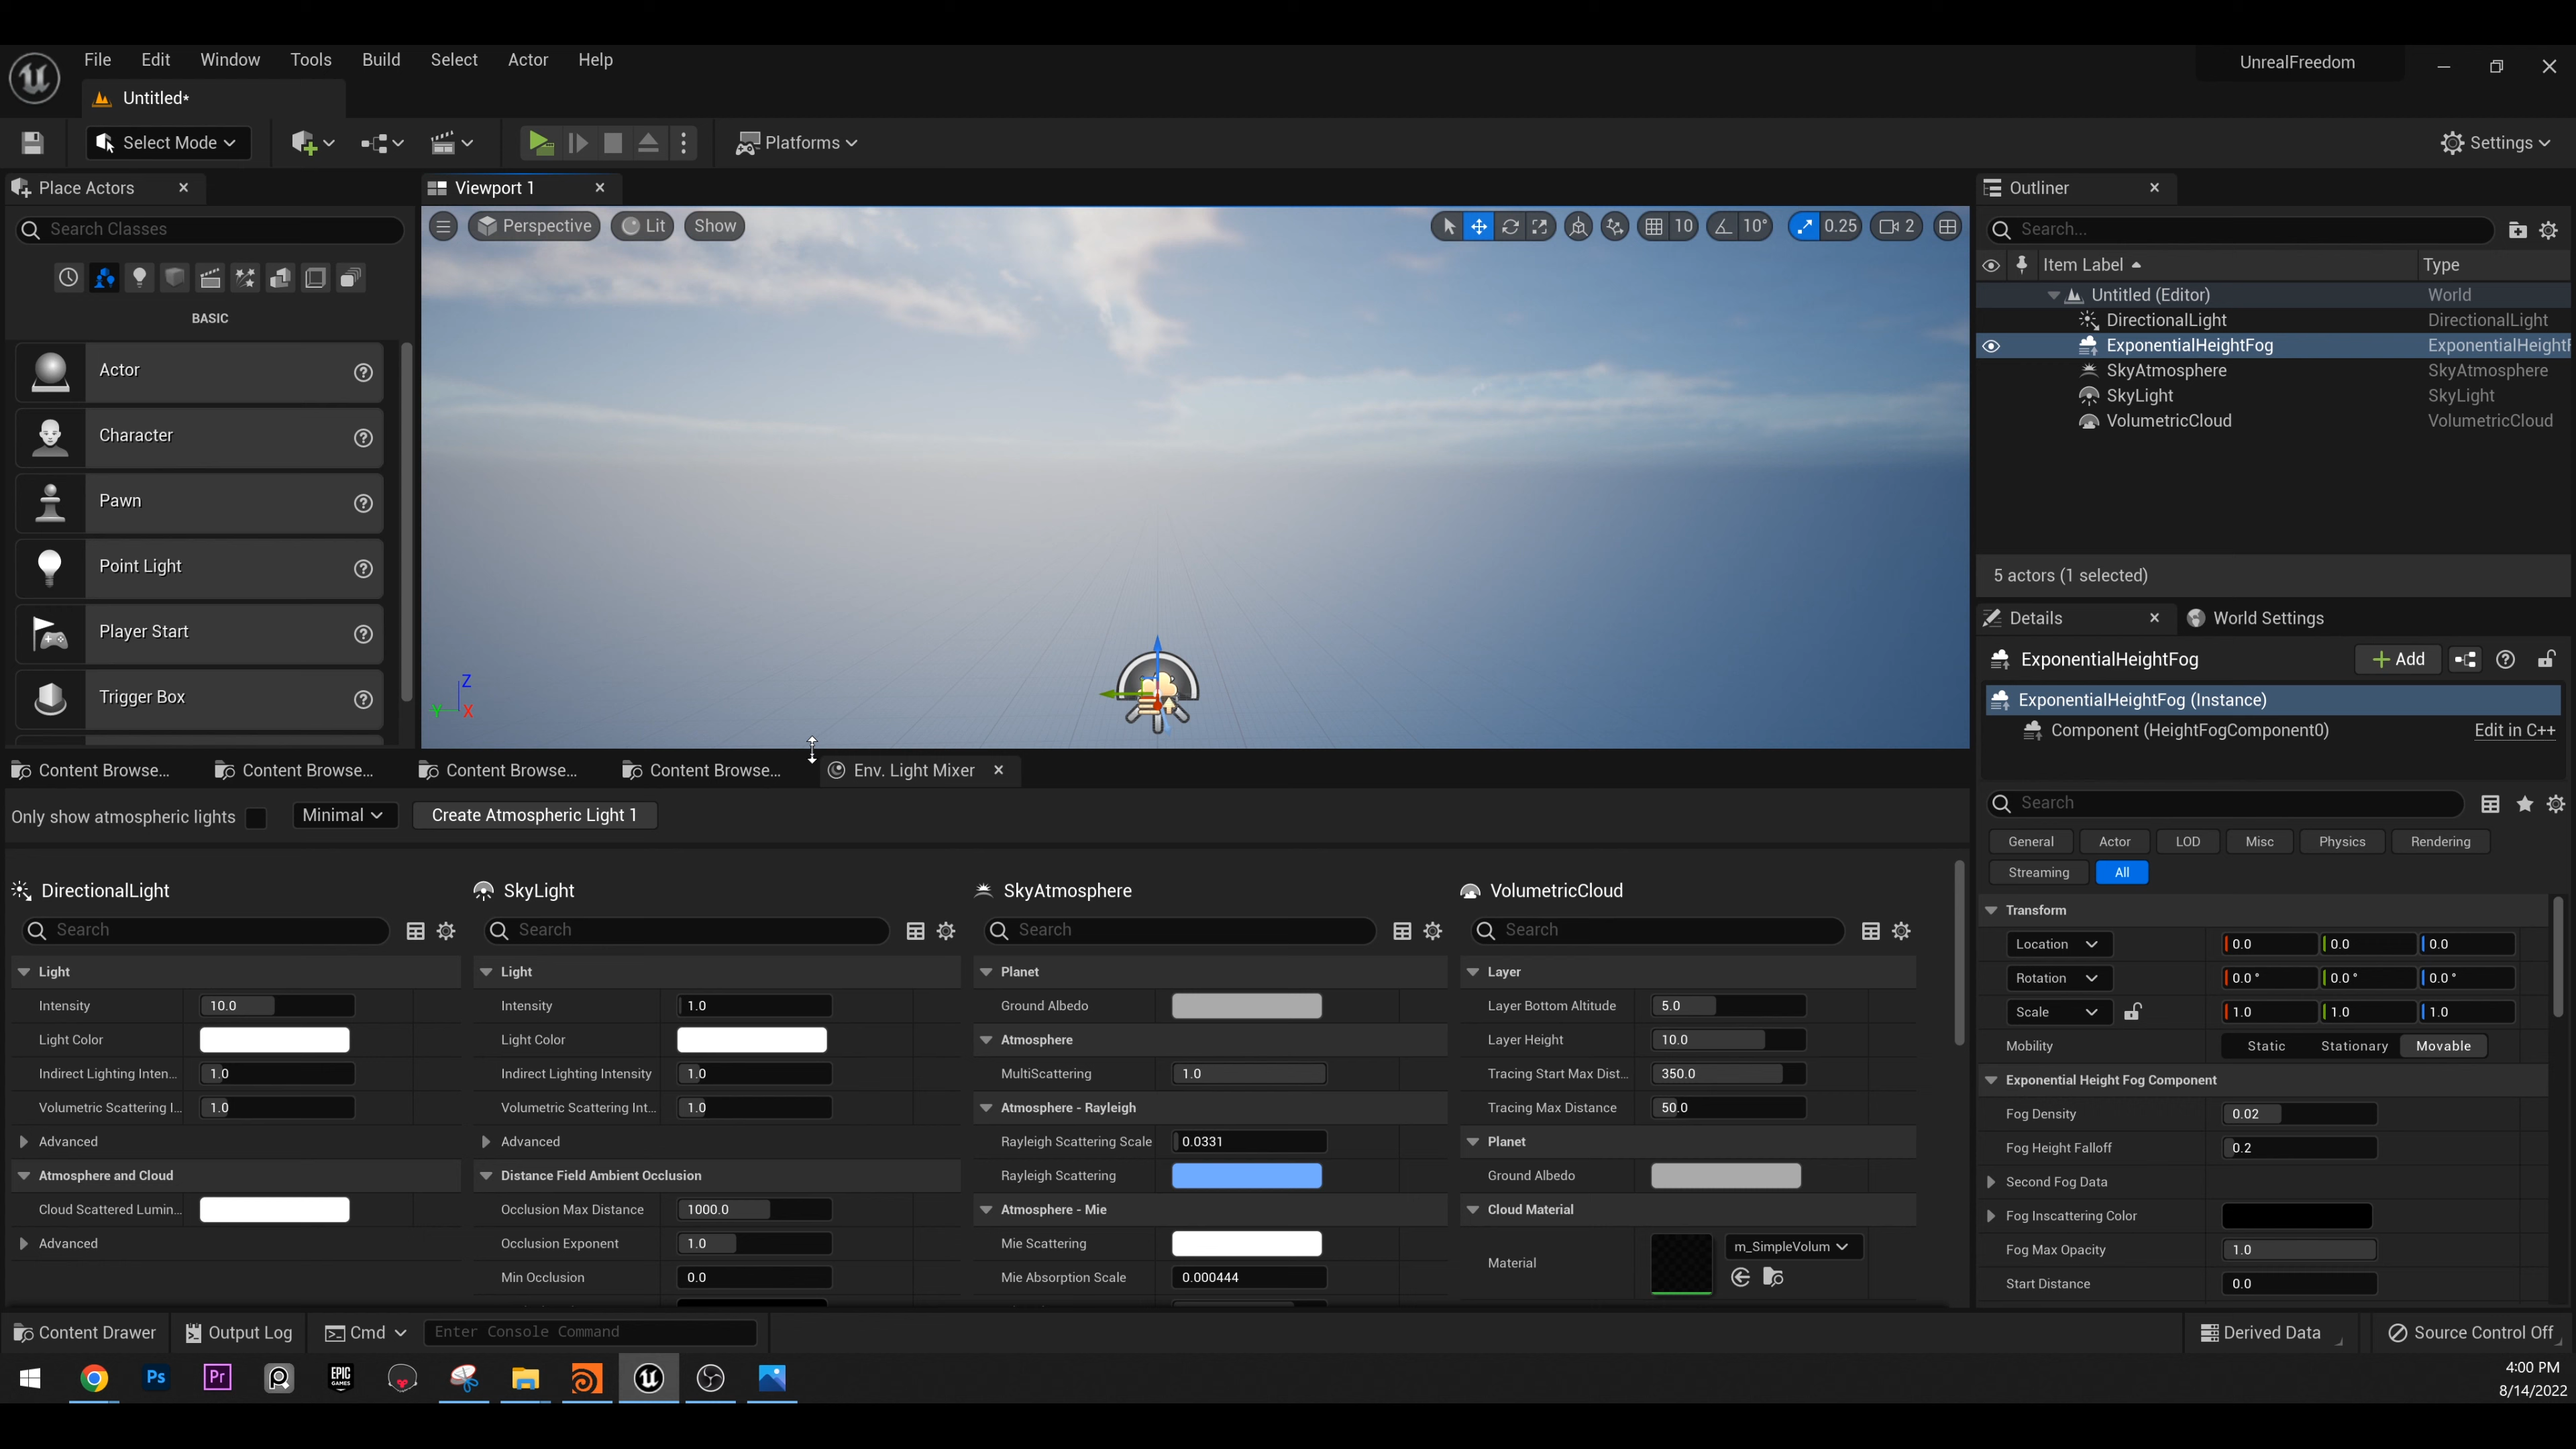 File Edit Window Tools Build Select Actor Help
UnrealFreedom
Untitled*
Select Mode
Platforms
Settings
Place Actors
Viewport 1
Outliner
Search Classes
Perspective Lit Show
10 10° 0.25 2
Search...
Item Label Type
BASIC
Untitled (Editor) World
DirectionalLight DirectionalLight
ExponentialHeightFog ExponentialHeightF
SkyAtmosphere SkyAtmosphere
SkyLight SkyLight
VolumetricCloud VolumetricCloud
Actor
Character
Pawn
Point Light
Player Start
Trigger Box
Z
Y X
5 actors (1 selected)
Details World Settings
ExponentialHeightFog Add
ExponentialHeightFog (Instance)
Component (HeightFogComponent0) Edit in C++
Search
General Actor LOD Misc Physics Rendering
Streaming All
Transform
Location 0.0 0.0 0.0
Rotation 0.0° 0.0° 0.0°
Scale 1.0 1.0 1.0
Mobility Static Stationary Movable
Exponential Height Fog Component
Fog Density 0.02
Fog Height Falloff 0.2
Second Fog Data
Fog Inscattering Color
Fog Max Opacity 1.0
Start Distance 0.0
Content Browse... Content Browse... Content Browse... Content Browse... Env. Light Mixer
Only show atmospheric lights Minimal Create Atmospheric Light 1
DirectionalLight
Search
Light
Intensity 10.0
Light Color
Indirect Lighting Inten... 1.0
Volumetric Scattering I... 1.0
Advanced
Atmosphere and Cloud
Cloud Scattered Lumin...
Advanced
SkyLight
Search
Light
Intensity 1.0
Light Color
Indirect Lighting Intensity 1.0
Volumetric Scattering Int... 1.0
Advanced
Distance Field Ambient Occlusion
Occlusion Max Distance 1000.0
Occlusion Exponent 1.0
Min Occlusion 0.0
SkyAtmosphere
Search
Planet
Ground Albedo
Atmosphere
MultiScattering 1.0
Atmosphere - Rayleigh
Rayleigh Scattering Scale 0.0331
Rayleigh Scattering
Atmosphere - Mie
Mie Scattering
Mie Absorption Scale 0.000444
VolumetricCloud
Search
Layer
Layer Bottom Altitude 5.0
Layer Height 10.0
Tracing Start Max Dist... 350.0
Tracing Max Distance 50.0
Planet
Ground Albedo
Cloud Material
Material m_SimpleVolum
Content Drawer Output Log Cmd Enter Console Command
Derived Data Source Control Off
Ps Pr EPIC GAMES
4:00 PM
8/14/2022